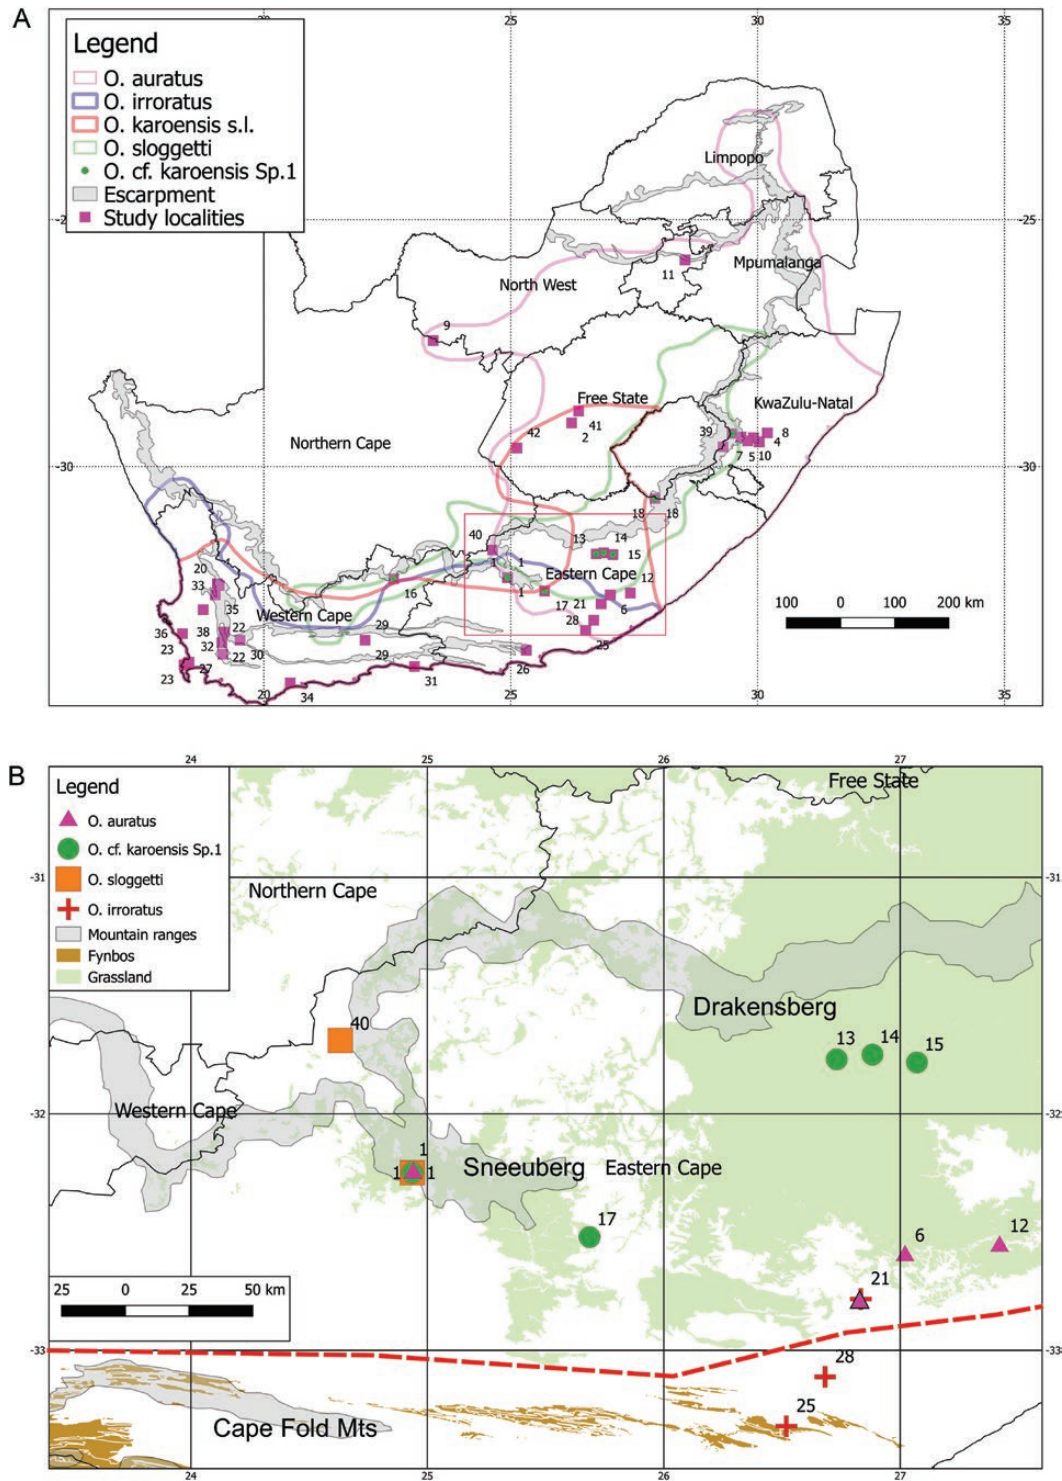 A
20
25
30
35
Legend
O. auratus
O. irroratus
O. karoensis s.l.
O. sloggetti
O. cf. karoensis Sp.1
Escarpment
Study localities
-25
Limpopo
Mpumalanga
11
North West
9
Free State
KwaZulu-Natal
41
2
42
39
8
4
7
5
10
Northern Cape
30
18
18
40
13
14
15
1
1
Eastern Cape
12
1
16
17
21
6
28
25
20
33
35
Western Cape
29
36
38
22
32
30
23
22
27
29
26
23
31
34
20
25
30
35
100 0 100 200 km
B
24
25
26
27
Legend
O. auratus
O. cf. karoensis Sp.1
O. sloggetti
O. irroratus
Mountain ranges
Fynbos
Grassland
Free State
-31
-31
Northern Cape
Drakensberg
40
13
14
15
-32
-32
Western Cape
1
1
1
Sneeuberg
Eastern Cape
17
6
12
21
25 0 25 50 km
-33
-33
28
25
Cape Fold Mts
24
25
26
27